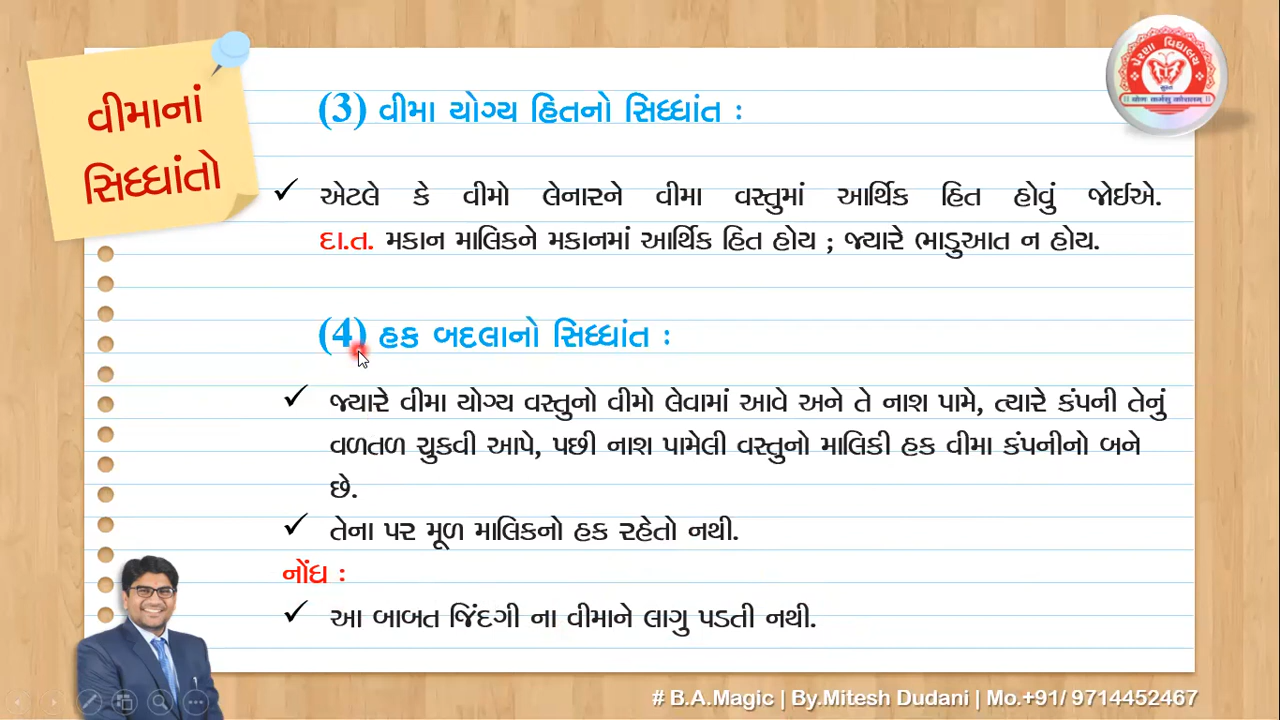 વીમાનાં
સિધ્ધાંતો
પ્રેરણા વિદ્યાલય
(3) વીમા યોગ્ય હિતનો સિધ્ધાંત :
✓ એટલે કે વીમો લેનારને વીમા વસ્તુમાં આર્થિક હિત હોવું જોઈએ.
દા.ત. મકાન માલિકને મકાનમાં આર્થિક હિત હોય ; જ્યારે ભાડુઆત ન હોય.
(4) હક બદલાનો સિધ્ધાંત :
✓ જ્યારે વીમા યોગ્ય વસ્તુનો વીમો લેવામાં આવે અને તે નાશ પામે, ત્યારે કંપની તેનું
વળતળ ચુકવી આપે, પછી નાશ પામેલી વસ્તુનો માલિકી હક વીમા કંપનીનો બને
છે.
✓ તેના પર મૂળ માલિકનો હક રહેતો નથી.
નોંધ :
✓ આ બાબત જિંદગી ના વીમાને લાગુ પડતી નથી.
# B.A.Magic | By.Mitesh Dudani | Mo.+91/ 9714452467